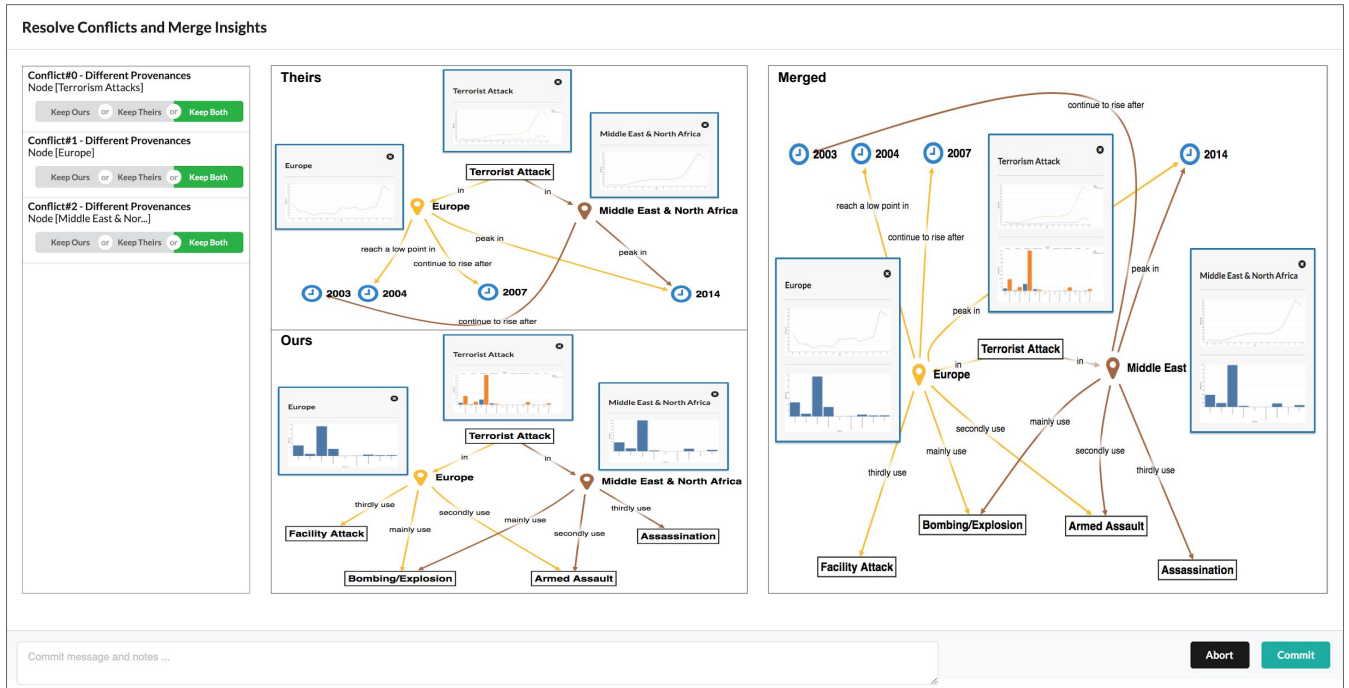 Resolve Conflicts and Merge Insights
Conflict#0 - Different Provenances
Node [Terrorism Attacks]
Keep Ours or Keep Theirs or Keep Both
Conflict#1 - Different Provenances
Node [Europe]
Keep Ours or Keep Theirs or Keep Both
Conflict#2 - Different Provenances
Node [Middle East & Nor...]
Keep Ours or Keep Theirs or Keep Both
Theirs
Terrorist Attack
Middle East & North Africa
Europe
Terrorist Attack
in
in
Europe
Middle East & North Africa
reach a low point in
peak in
continue to rise after
peak in
2003
2004
2007
2014
continue to rise after
Ours
Terrorist Attack
Europe
Middle East & North Africa
Terrorist Attack
in
in
Europe
Middle East & North Africa
thirdly use
mainly use
secondly use
mainly use
secondly use
thirdly use
Facility Attack
Assassination
Bombing/Explosion
Armed Assault
Merged
continue to rise after
2003
2004
2007
2014
Terrorism Attack
reach a low point in
continue to rise after
peak in
Europe
Middle East & North Africa
peak in
Terrorist Attack
in
in
Europe
Middle East
mainly use
secondly use
mainly use
secondly use
thirdly use
thirdly use
Bombing/Explosion
Armed Assault
Facility Attack
Assassination
Commit message and notes ...
Abort
Commit